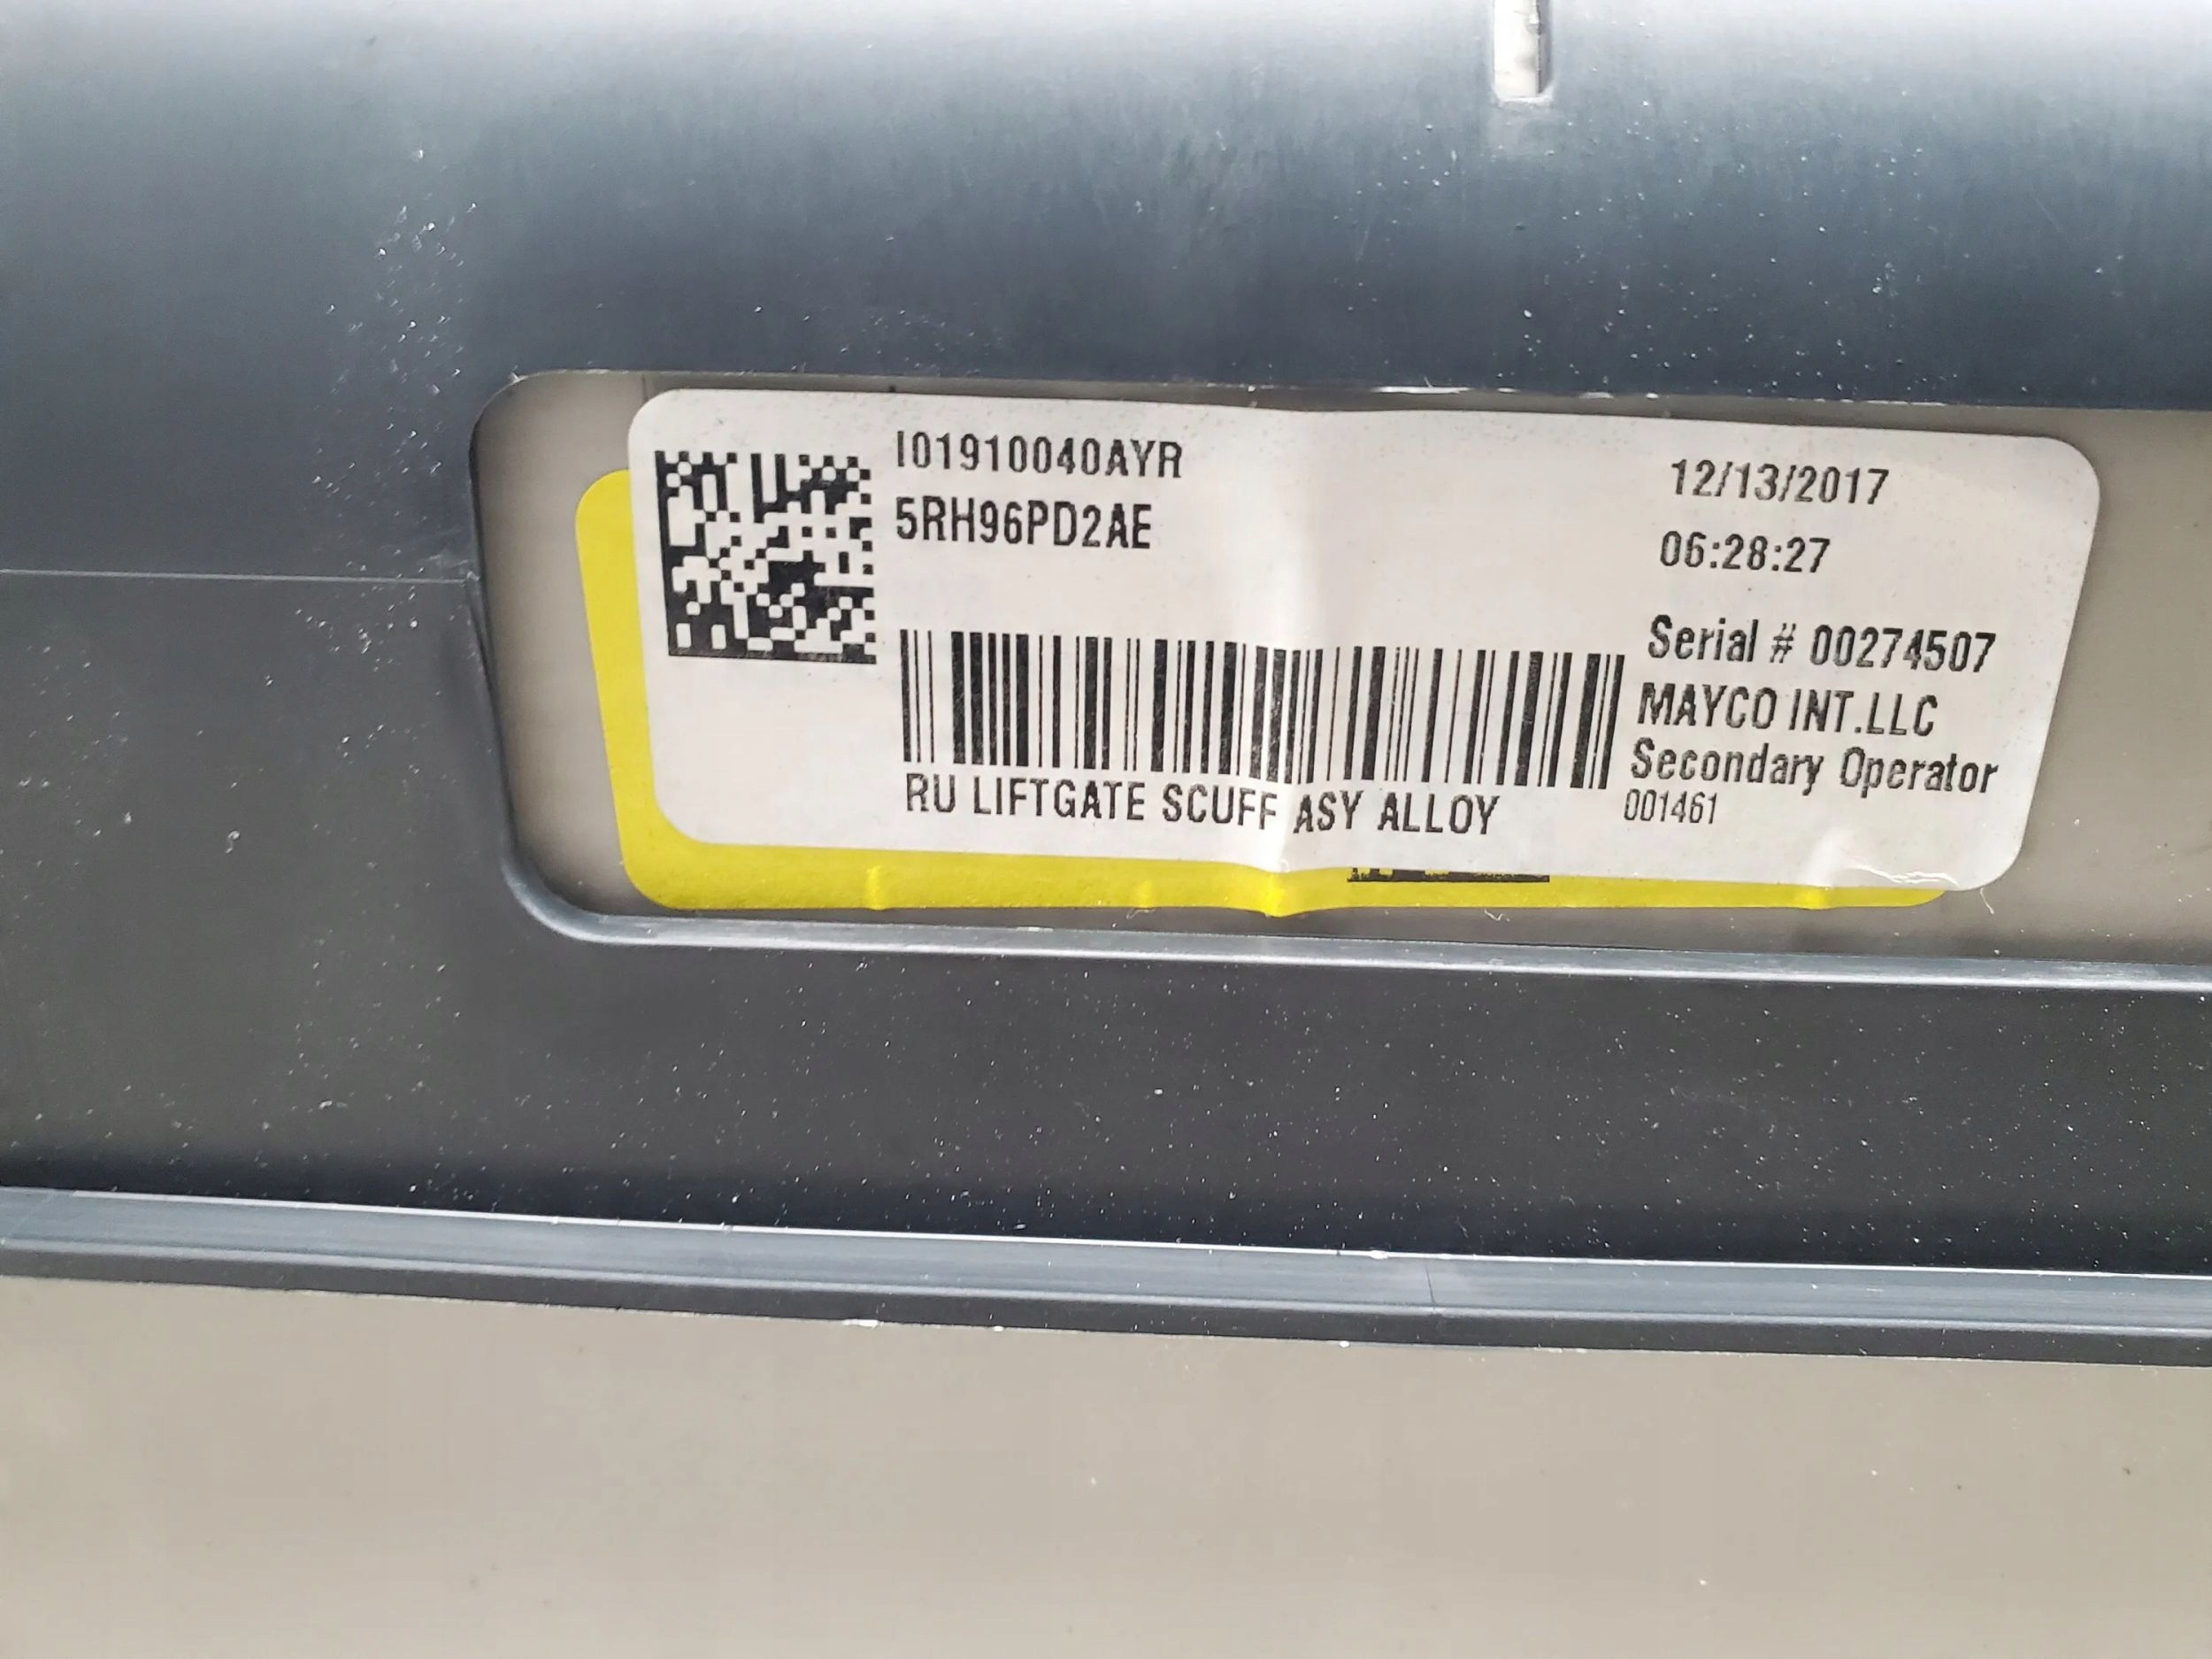 I01910040AYR
5RH96PD2AE
12/13/2017
06:28:27
Serial # 00274507
MAYCO INT.LLC
Secondary Operator
001461
RU LIFTGATE SCUFF ASY ALLOY